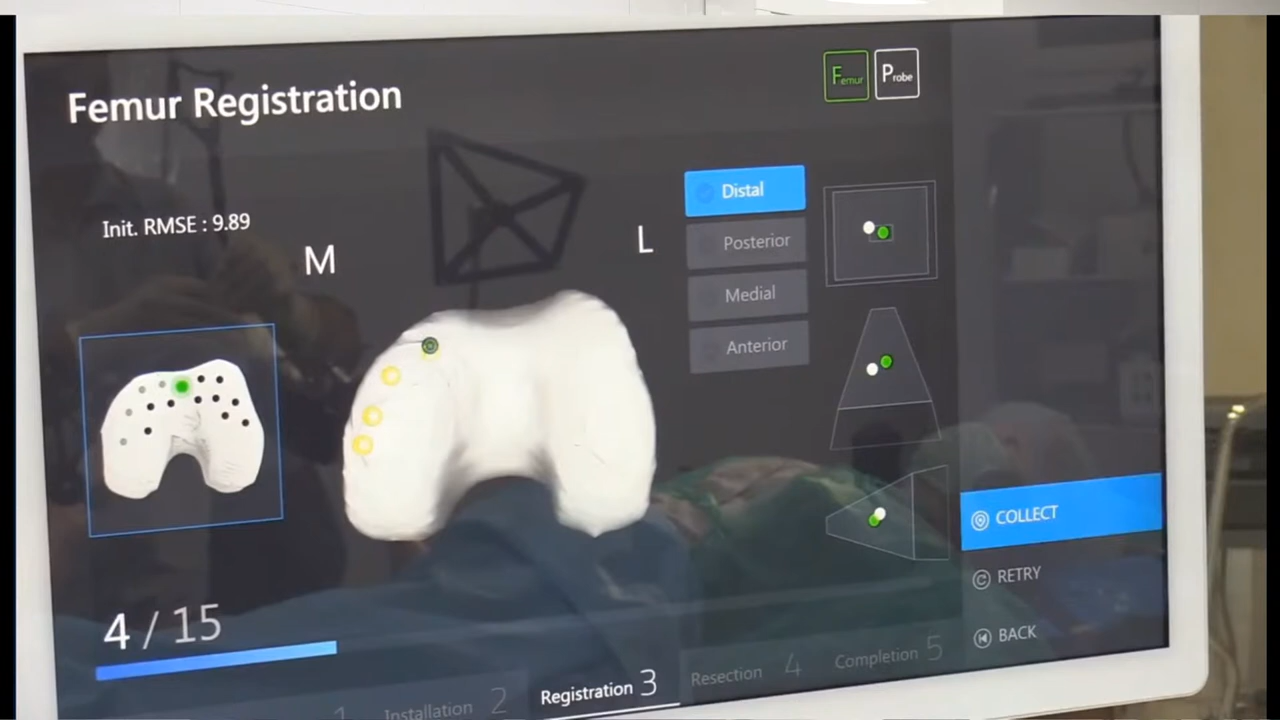 Femur Registration
Femur
Probe
Init. RMSE : 9.89
M
L
Distal
Posterior
Medial
Anterior
COLLECT
RETRY
BACK
4 / 15
1
Installation 2
Registration 3
Resection 4
Completion 5